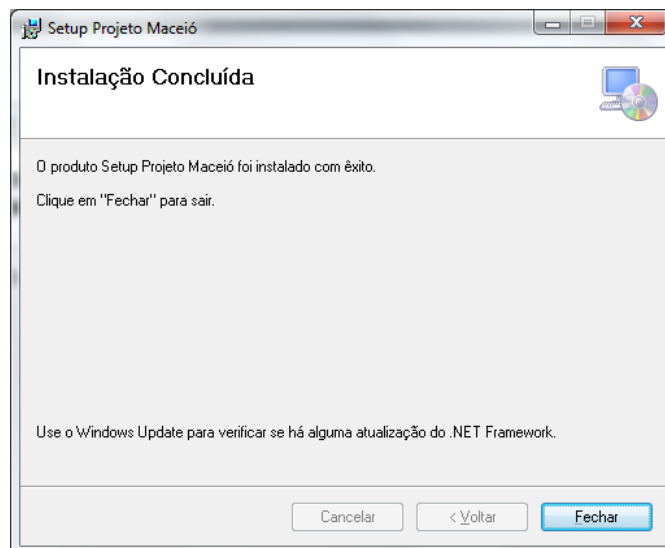 Setup Projeto Maceió
Instalação Concluída
O produto Setup Projeto Maceió foi instalado com êxito.
Clique em "Fechar" para sair.
Use o Windows Update para verificar se há alguma atualização do .NET Framework.
Cancelar
< Voltar
Fechar